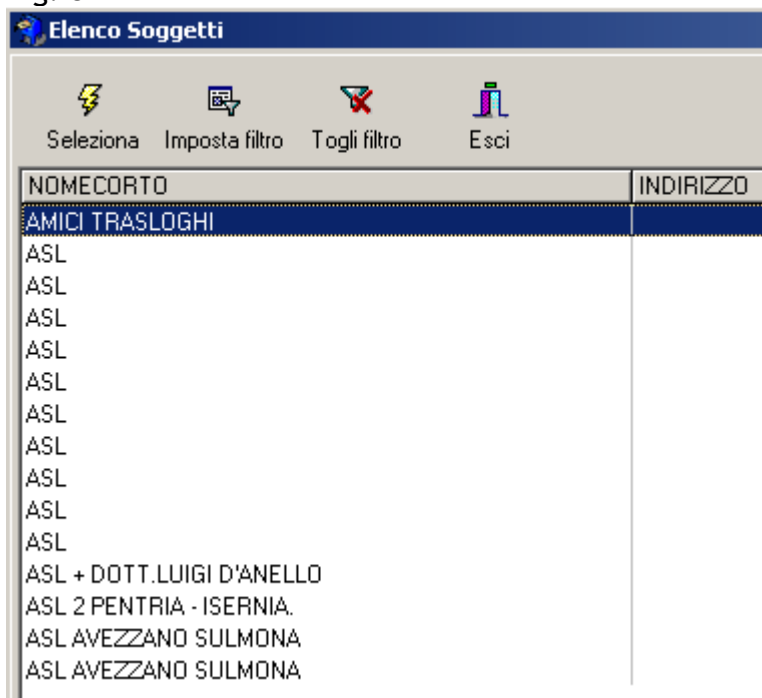 Elenco Soggetti
Seleziona Imposta filtro Togli filtro Esci
NOMECORTO INDIRIZZO
AMICI TRASLOGHI
ASL
ASL
ASL
ASL
ASL
ASL
ASL
ASL
ASL
ASL
ASL + DOTT.LUIGI D'ANELLO
ASL 2 PENTRIA - ISERNIA.
ASL AVEZZANO SULMONA
ASL AVEZZANO SULMONA